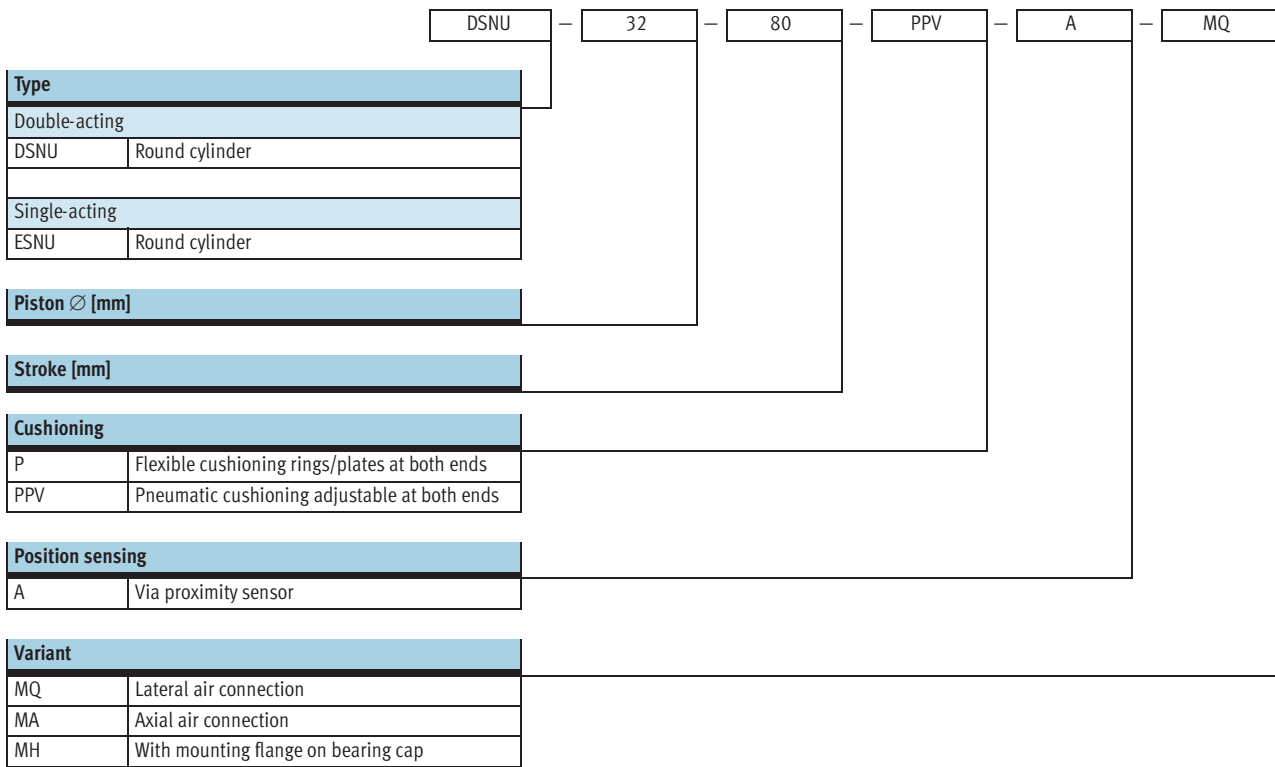 DSNU – 32 – 80 – PPV – A – MQ
Type
Double-acting
DSNU Round cylinder
Single-acting
ESNU Round cylinder
Piston ∅ [mm]
Stroke [mm]
Cushioning
P Flexible cushioning rings/plates at both ends
PPV Pneumatic cushioning adjustable at both ends
Position sensing
A Via proximity sensor
Variant
MQ Lateral air connection
MA Axial air connection
MH With mounting flange on bearing cap